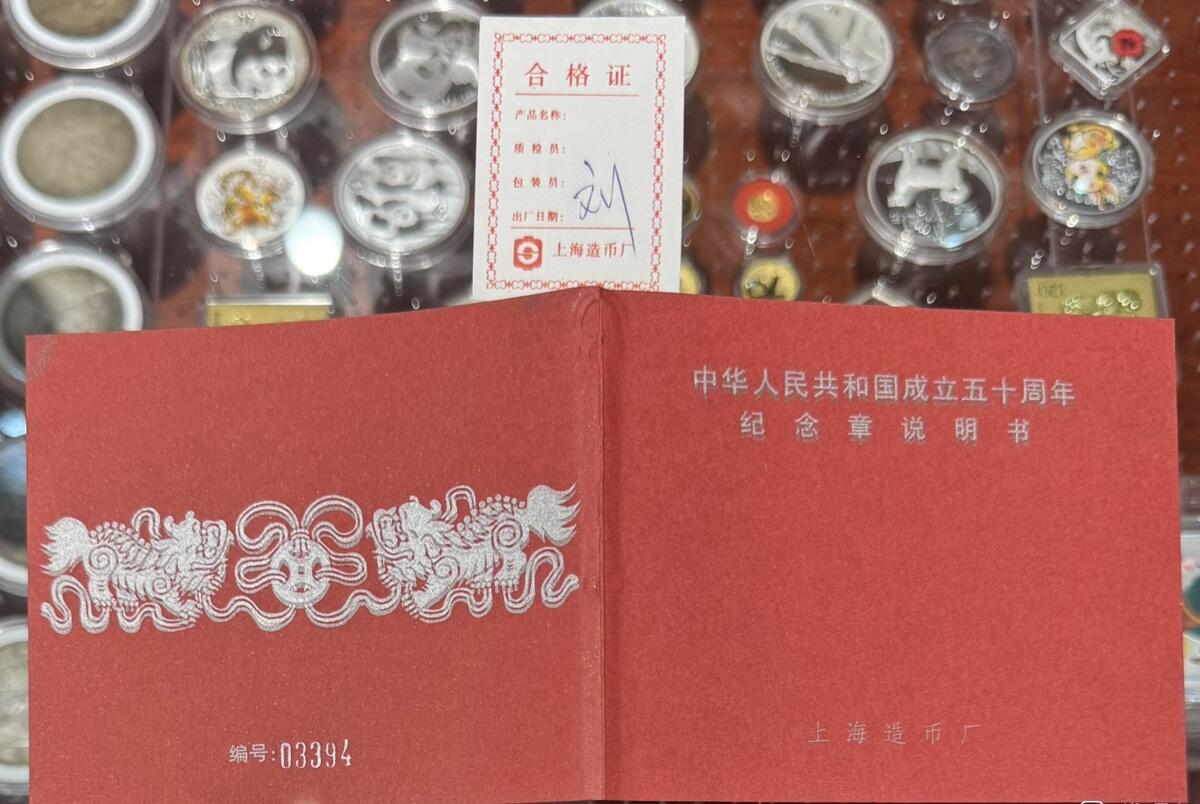 合格证
产品名称:
质检员:
包装员:
刘
出厂日期:
上海造币厂
中华人民共和国成立五十周年
纪念章说明书
编号:03394
上海造币厂